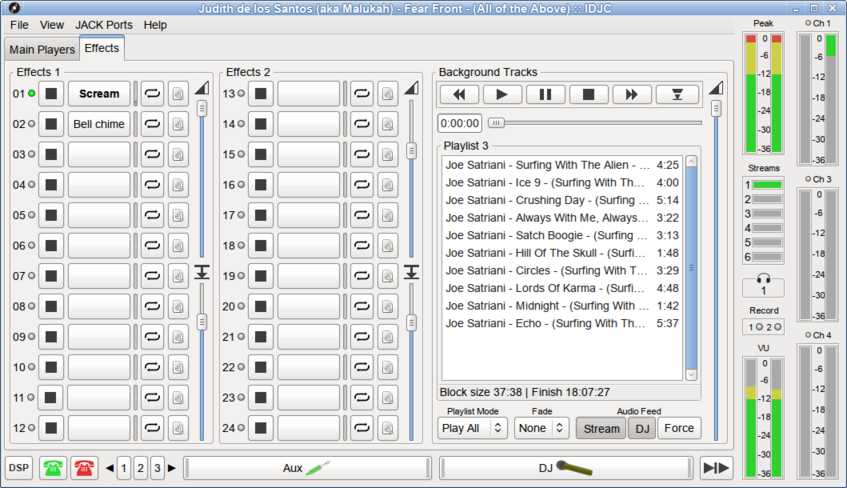 Judith de los Santos (aka Malukah) - Fear Front - (All of the Above) :: IDJC
File View JACK Ports Help
Main Players Effects
Effects 1
01 Scream
02 Bell chime
03
04
05
06
07
08
09
10
11
12
Effects 2
13
14
15
16
17
18
19
20
21
22
23
24
Background Tracks
0:00:00
Playlist 3
Joe Satriani - Surfing With The Alien - ... 4:25
Joe Satriani - Ice 9 - (Surfing With Th... 4:00
Joe Satriani - Crushing Day - (Surfing ... 5:14
Joe Satriani - Always With Me, Always... 3:22
Joe Satriani - Satch Boogie - (Surfing ... 3:13
Joe Satriani - Hill Of The Skull - (Surfi... 1:48
Joe Satriani - Circles - (Surfing With T... 3:29
Joe Satriani - Lords Of Karma - (Surfi... 4:48
Joe Satriani - Midnight - (Surfing With ... 1:42
Joe Satriani - Echo - (Surfing With Th... 5:37
Block size 37:38 | Finish 18:07:27
Playlist Mode Fade Audio Feed
Play All None Stream DJ Force
DSP 1 2 3 Aux DJ
Peak
0
-6
-12
-18
-24
-30
-36
Streams
1
2
3
4
5
6
1
Record
1 2
VU
0
-6
-12
-18
-24
-30
-36
Ch 1
0
-6
-12
-18
-24
-30
-36
Ch 3
0
-6
-12
-18
-24
-30
-36
Ch 4
0
-6
-12
-18
-24
-30
-36